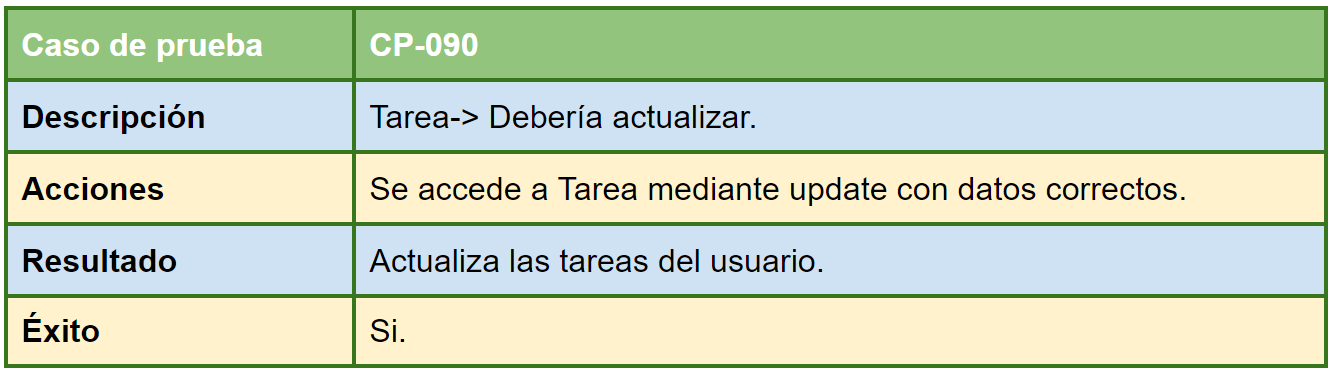 Caso de prueba CP-090
Descripción Tarea-> Debería actualizar.
Acciones Se accede a Tarea mediante update con datos correctos.
Resultado Actualiza las tareas del usuario.
Éxito Si.